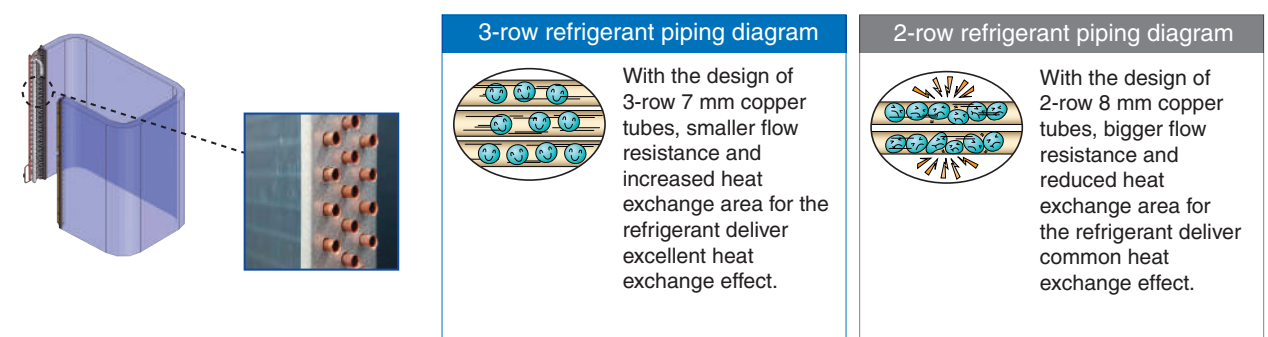 3-row refrigerant piping diagram
With the design of
3-row 7 mm copper
tubes, smaller flow
resistance and
increased heat
exchange area for the
refrigerant deliver
excellent heat
exchange effect.
2-row refrigerant piping diagram
With the design of
2-row 8 mm copper
tubes, bigger flow
resistance and
reduced heat
exchange area for
the refrigerant deliver
common heat
exchange effect.